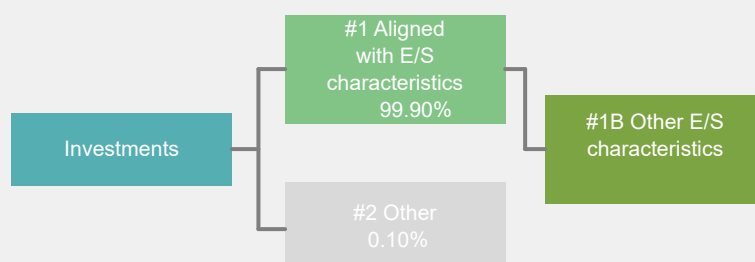 Investments
#1 Aligned
with E/S
characteristics
99.90%
#2 Other
0.10%
#1B Other E/S
characteristics